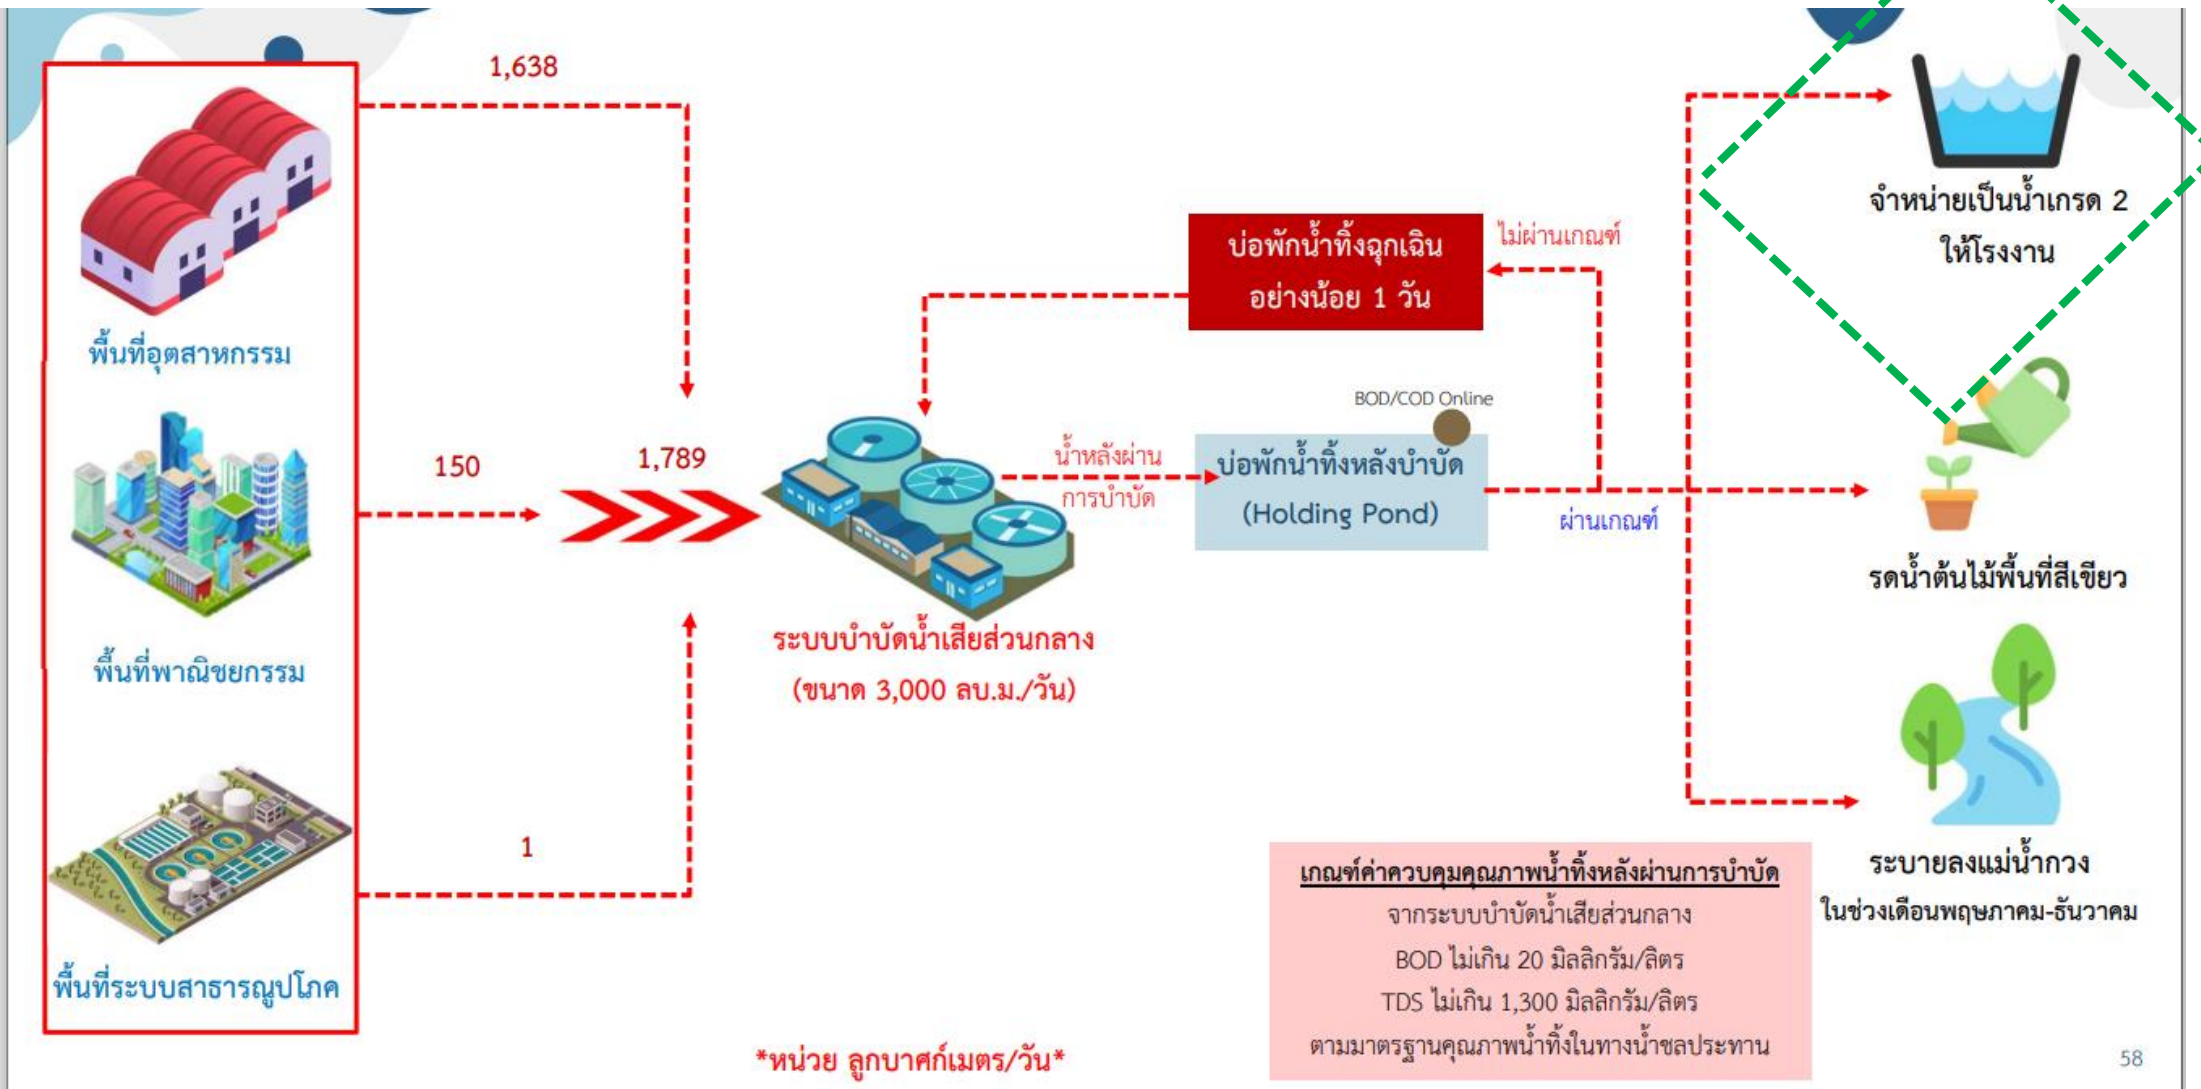 1,638
พื้นที่อุตสาหกรรม
150
1,789
พื้นที่พาณิชยกรรม
1
พื้นที่ระบบสาธารณูปโภค
ระบบบำบัดน้ำเสียส่วนกลาง
(ขนาด 3,000 ลบ.ม./วัน)
น้ำหลังผ่าน
การบำบัด
บ่อพักน้ำทิ้งฉุกเฉิน
อย่างน้อย 1 วัน
ไม่ผ่านเกณฑ์
BOD/COD Online
บ่อพักน้ำทิ้งหลังบำบัด
(Holding Pond)
ผ่านเกณฑ์
จำหน่ายเป็นน้ำเกรด 2
ให้โรงงาน
รดน้ำต้นไม้พื้นที่สีเขียว
ระบายลงแม่น้ำกวง
ในช่วงเดือนพฤษภาคม-ธันวาคม
เกณฑ์ค่าควบคุมคุณภาพน้ำทิ้งหลังผ่านการบำบัด
จากระบบบำบัดน้ำเสียส่วนกลาง
BOD ไม่เกิน 20 มิลลิกรัม/ลิตร
TDS ไม่เกิน 1,300 มิลลิกรัม/ลิตร
ตามมาตรฐานคุณภาพน้ำทิ้งในทางน้ำชลประทาน
*หน่วย ลูกบาศก์เมตร/วัน*
58